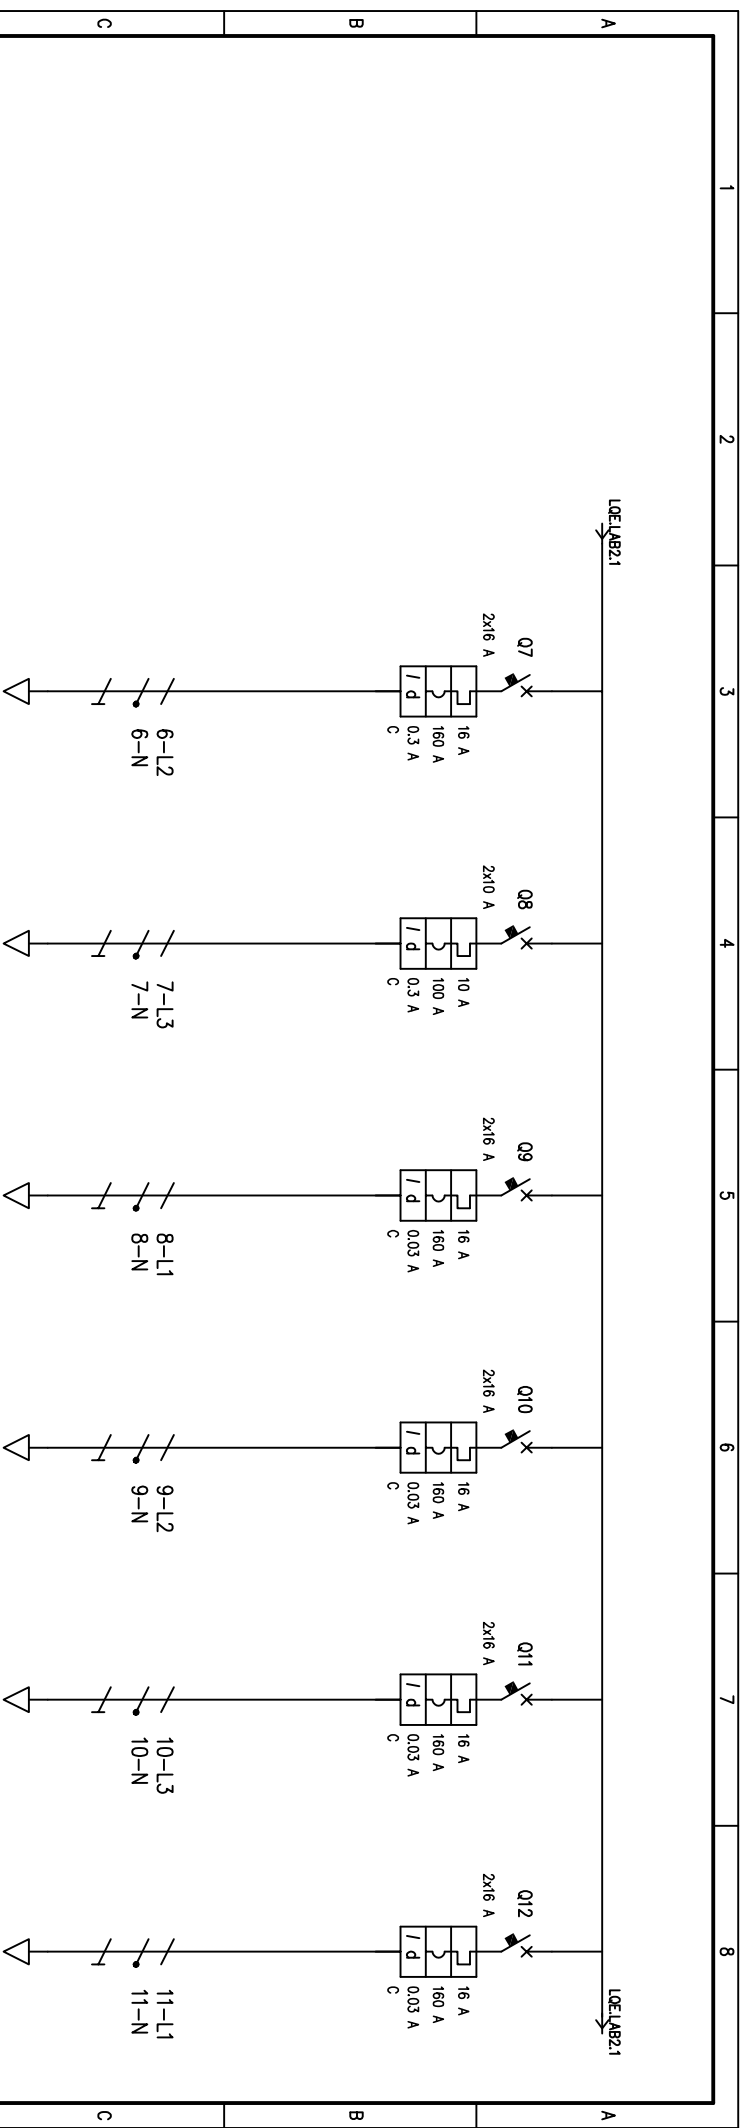 1
2
3
4
5
6
7
8
A
A
LQE.LAB2.1
LQE.LAB2.1
Q7
2x16 A
16 A
160 A
0.3 A
C
I d
Q8
2x10 A
10 A
100 A
0.3 A
C
I d
Q9
2x16 A
16 A
160 A
0.03 A
C
I d
Q10
2x16 A
16 A
160 A
0.03 A
C
I d
Q11
2x16 A
16 A
160 A
0.03 A
C
I d
Q12
2x16 A
16 A
160 A
0.03 A
C
I d
B
B
6-L2
6-N
7-L3
7-N
8-L1
8-N
9-L2
9-N
10-L3
10-N
11-L1
11-N
C
C